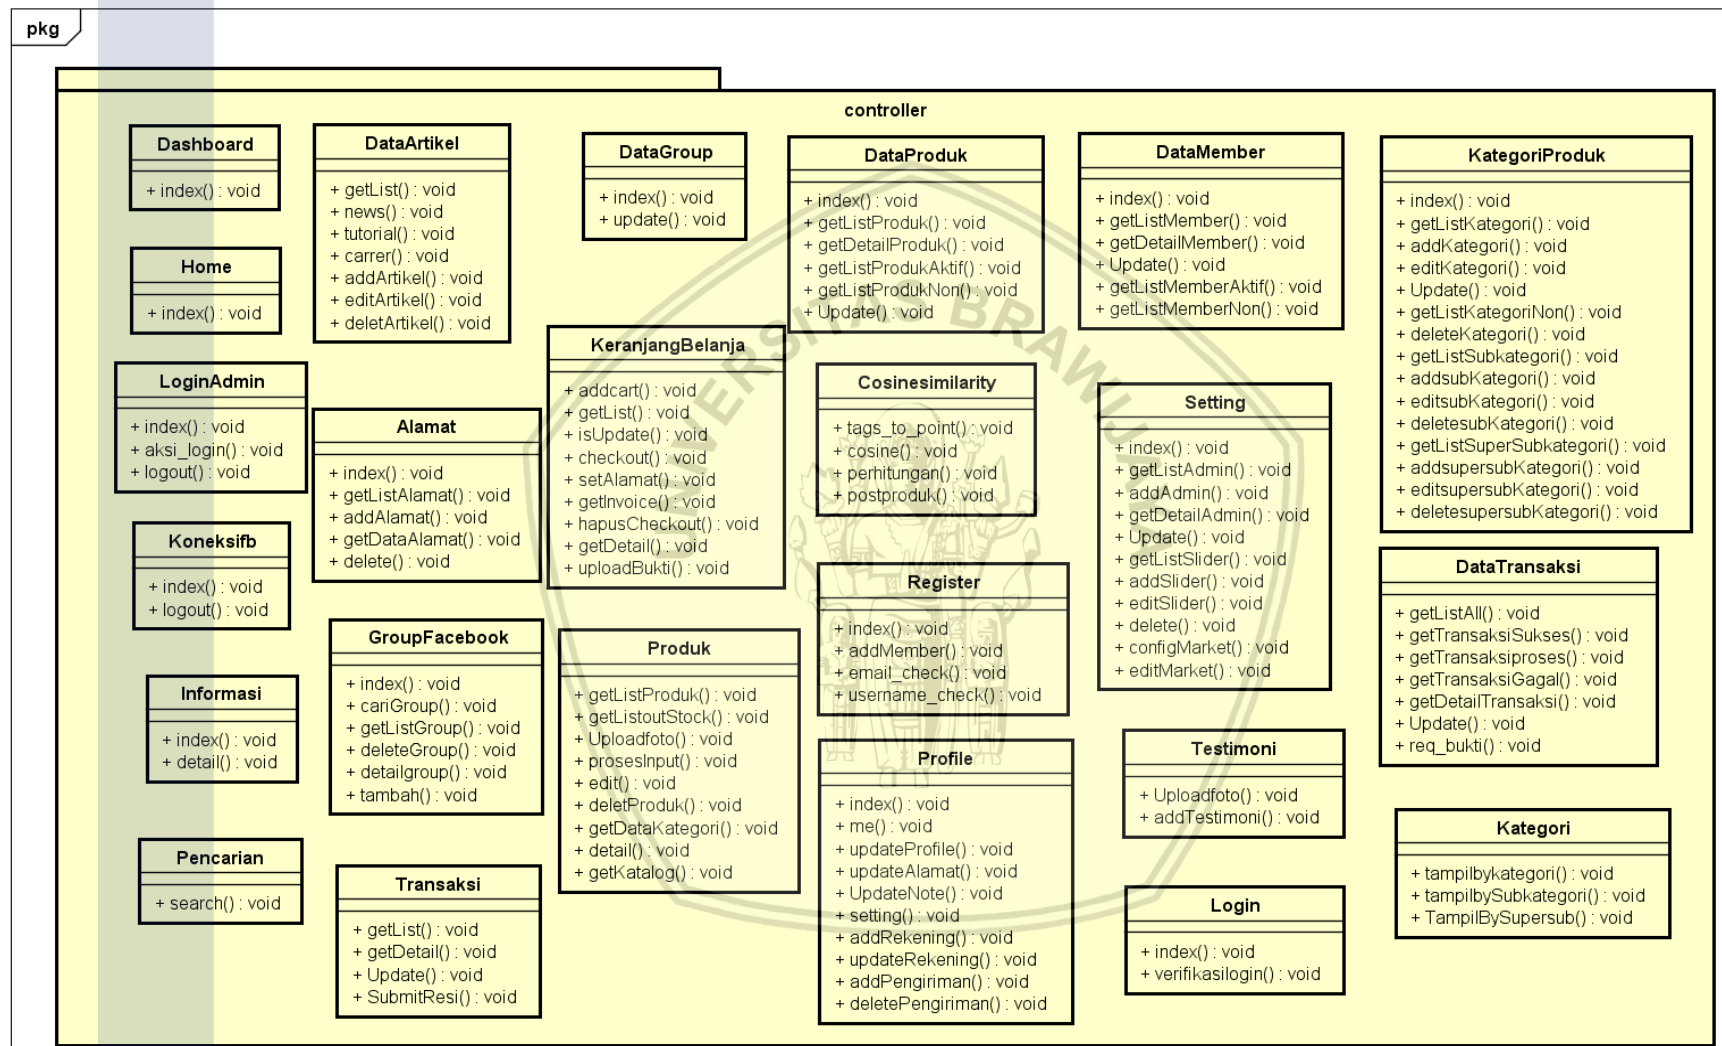 pkg
controller
Dashboard
+ index() : void
Home
+ index() : void
LoginAdmin
+ index() : void
+ aksi_login() : void
+ logout() : void
Koneksifb
+ index() : void
+ logout() : void
Informasi
+ index() : void
+ detail() : void
Pencarian
+ search() : void
DataArtikel
+ getList() : void
+ news() : void
+ tutorial() : void
+ carrer() : void
+ addArtikel() : void
+ editArtikel() : void
+ deletArtikel() : void
Alamat
+ index() : void
+ getListAlamat() : void
+ addAlamat() : void
+ getDataAlamat() : void
+ delete() : void
GroupFacebook
+ index() : void
+ cariGroup() : void
+ getListGroup() : void
+ deleteGroup() : void
+ detailgroup() : void
+ tambah() : void
Transaksi
+ getList() : void
+ getDetail() : void
+ Update() : void
+ SubmitResi() : void
DataGroup
+ index() : void
+ update() : void
KeranjangBelanja
+ addcart() : void
+ getList() : void
+ isUpdate() : void
+ checkout() : void
+ setAlamat() : void
+ getInvoice() : void
+ hapusCheckout() : void
+ getDetail() : void
+ uploadBukti() : void
Produk
+ getListProduk() : void
+ getListoutStock() : void
+ Uploadfoto() : void
+ prosesInput() : void
+ edit() : void
+ deletProduk() : void
+ getDataKategori() : void
+ detail() : void
+ getKatalog() : void
DataProduk
+ index() : void
+ getListProduk() : void
+ getDetailProduk() : void
+ getListProdukAktif() : void
+ getListProdukNon() : void
+ Update() : void
Cosinesimilarity
+ tags_to_point() : void
+ cosine() : void
+ perhitungan() : void
+ postproduk() : void
Register
+ index() : void
+ addMember() : void
+ email_check() : void
+ username_check() : void
Profile
+ index() : void
+ me() : void
+ updateProfile() : void
+ updateAlamat() : void
+ UpdateNote() : void
+ setting() : void
+ addRekening() : void
+ updateRekening() : void
+ addPengiriman() : void
+ deletePengiriman() : void
DataMember
+ index() : void
+ getListMember() : void
+ getDetailMember() : void
+ Update() : void
+ getListMemberAktif() : void
+ getListMemberNon() : void
Setting
+ index() : void
+ getListAdmin() : void
+ addAdmin() : void
+ getDetailAdmin() : void
+ Update() : void
+ getListSlider() : void
+ addSlider() : void
+ editSlider() : void
+ delete() : void
+ configMarket() : void
+ editMarket() : void
Testimoni
+ Uploadfoto() : void
+ addTestimoni() : void
Login
+ index() : void
+ verifikasilogin() : void
KategoriProduk
+ index() : void
+ getListKategori() : void
+ addKategori() : void
+ editKategori() : void
+ Update() : void
+ getListKategoriNon() : void
+ deleteKategori() : void
+ getListSubkategori() : void
+ addsubKategori() : void
+ editsubKategori() : void
+ deletesubKategori() : void
+ getListSuperSubkategori() : void
+ addsupersubKategori() : void
+ editsupersubKategori() : void
+ deletesupersubKategori() : void
DataTransaksi
+ getListAll() : void
+ getTransaksiSukses() : void
+ getTransaksiproses() : void
+ getTransaksiGagal() : void
+ getDetailTransaksi() : void
+ Update() : void
+ req_bukti() : void
Kategori
+ tampilbykategori() : void
+ tampilbySubkategori() : void
+ TampilBySupersub() : void
UNIVERSITAS BRAWIJAYA